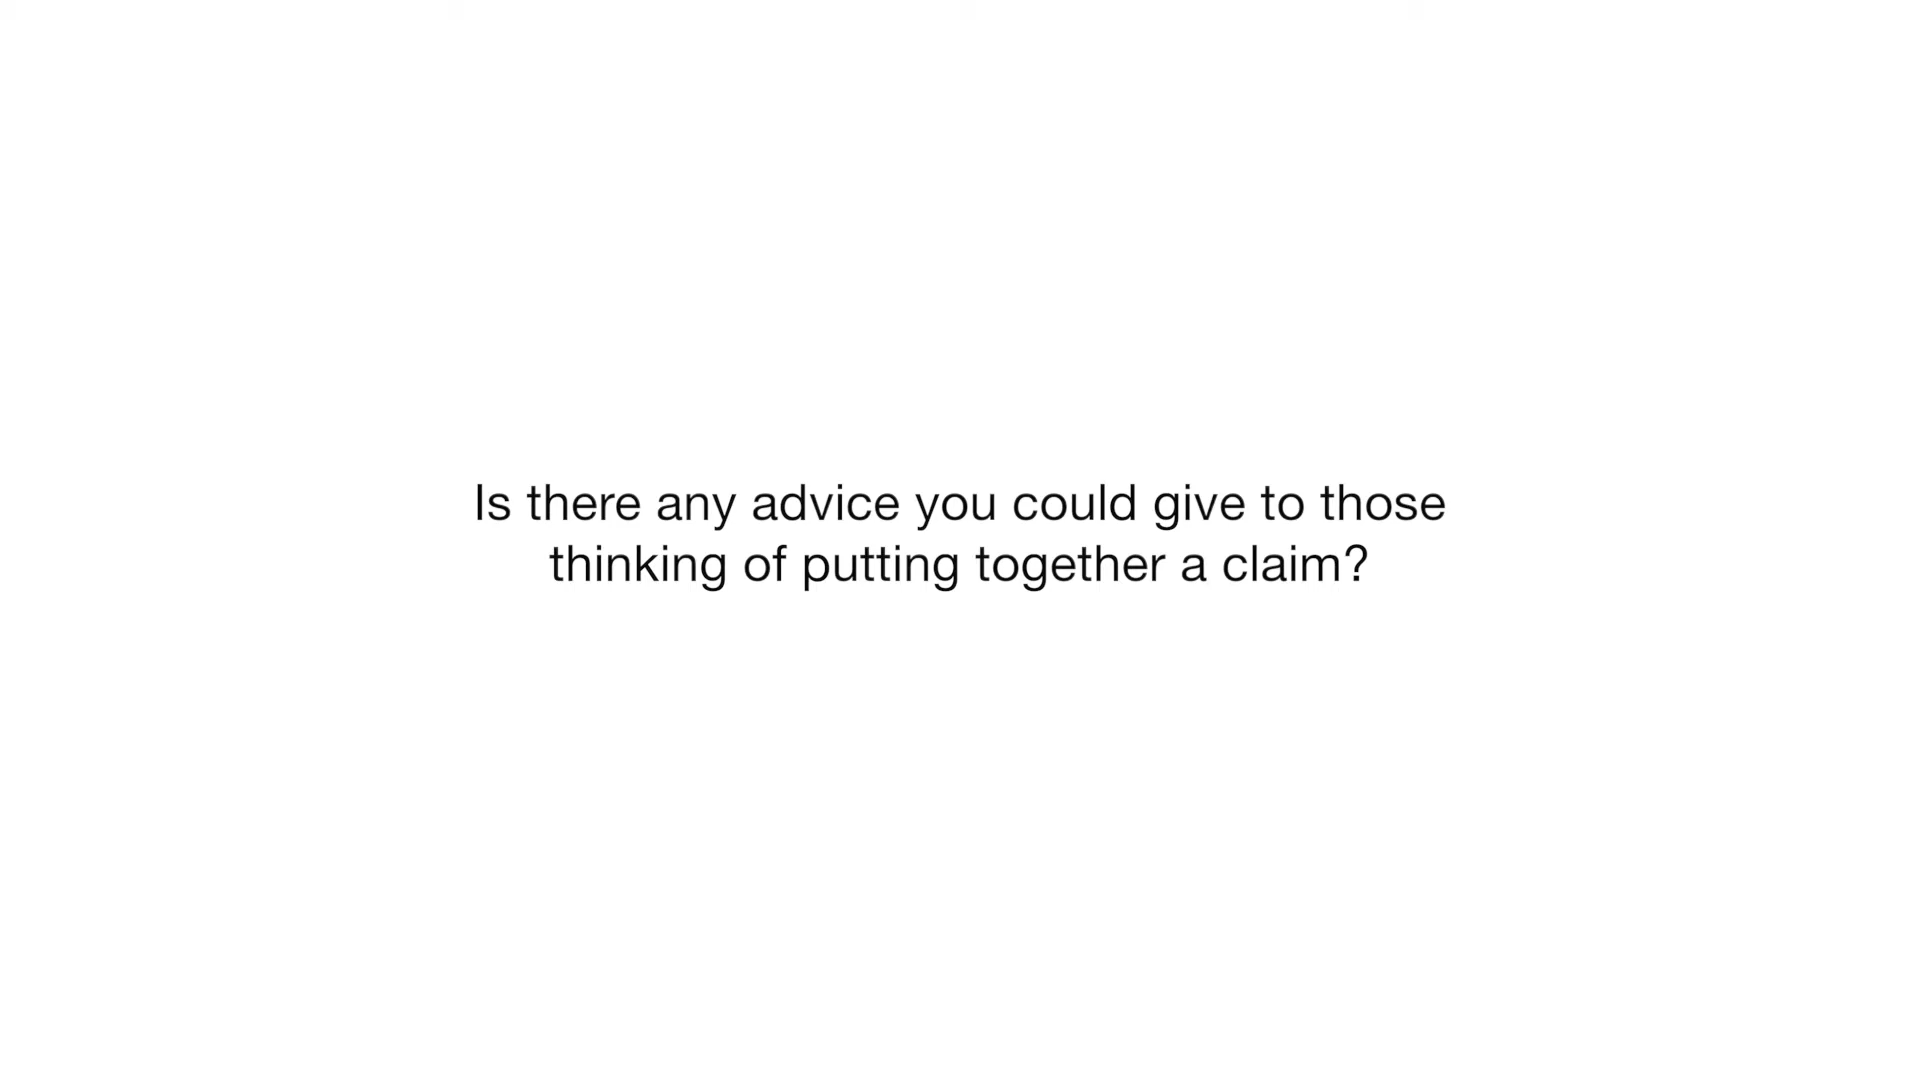 Is there any advice you could give to those
thinking of putting together a claim?